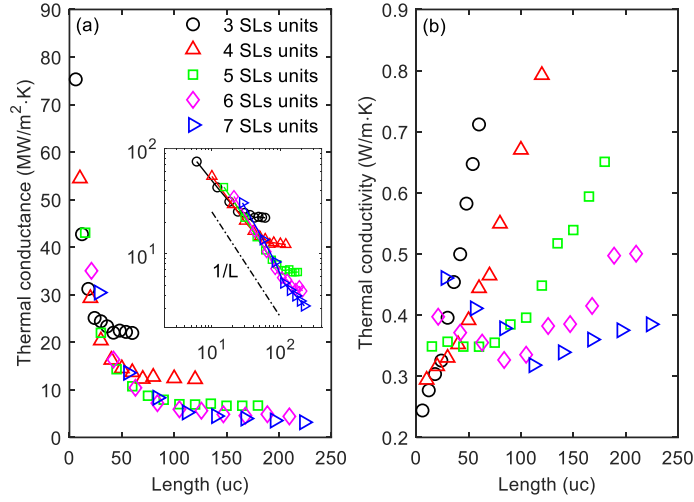 (a)
3 SLs units
4 SLs units
5 SLs units
6 SLs units
7 SLs units
Thermal conductance (MW/m²·K)
90
80
70
60
50
40
30
20
10
0
0 50 100 150 200 250
Length (uc)
10²
10¹
1/L
10¹ 10²
(b)
Thermal conductivity (W/m·K)
0.9
0.8
0.7
0.6
0.5
0.4
0.3
0.2
0 50 100 150 200 250
Length (uc)